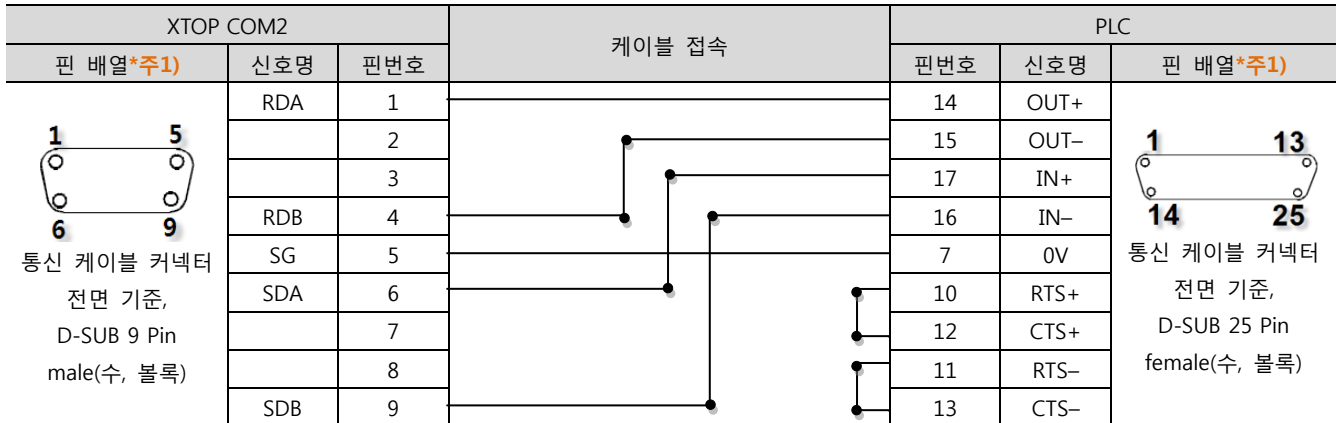 XTOP COM2 케이블 접속 PLC
핀 배열*주1) 신호명 핀번호 핀번호 신호명 핀 배열*주1)
RDA 1 14 OUT+
2 15 OUT–
3 17 IN+
RDB 4 16 IN–
SG 5 7 0V
SDA 6 10 RTS+
7 12 CTS+
8 11 RTS–
SDB 9 13 CTS–
1 5
6 9
통신 케이블 커넥터
전면 기준,
D-SUB 9 Pin
male(수, 볼록)
1 13
14 25
통신 케이블 커넥터
전면 기준,
D-SUB 25 Pin
female(수, 볼록)